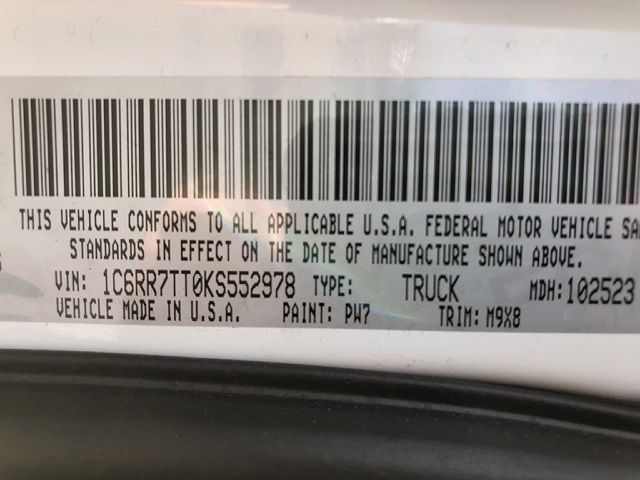 THIS VEHICLE CONFORMS TO ALL APPLICABLE U.S.A. FEDERAL MOTOR VEHICLE
STANDARDS IN EFFECT ON THE DATE OF MANUFACTURE SHOWN ABOVE.
VIN: 1C6RR7TT0KS552978 TYPE: TRUCK MDH:102523
VEHICLE MADE IN U.S.A. PAINT: PW7 TRIM: M9X8